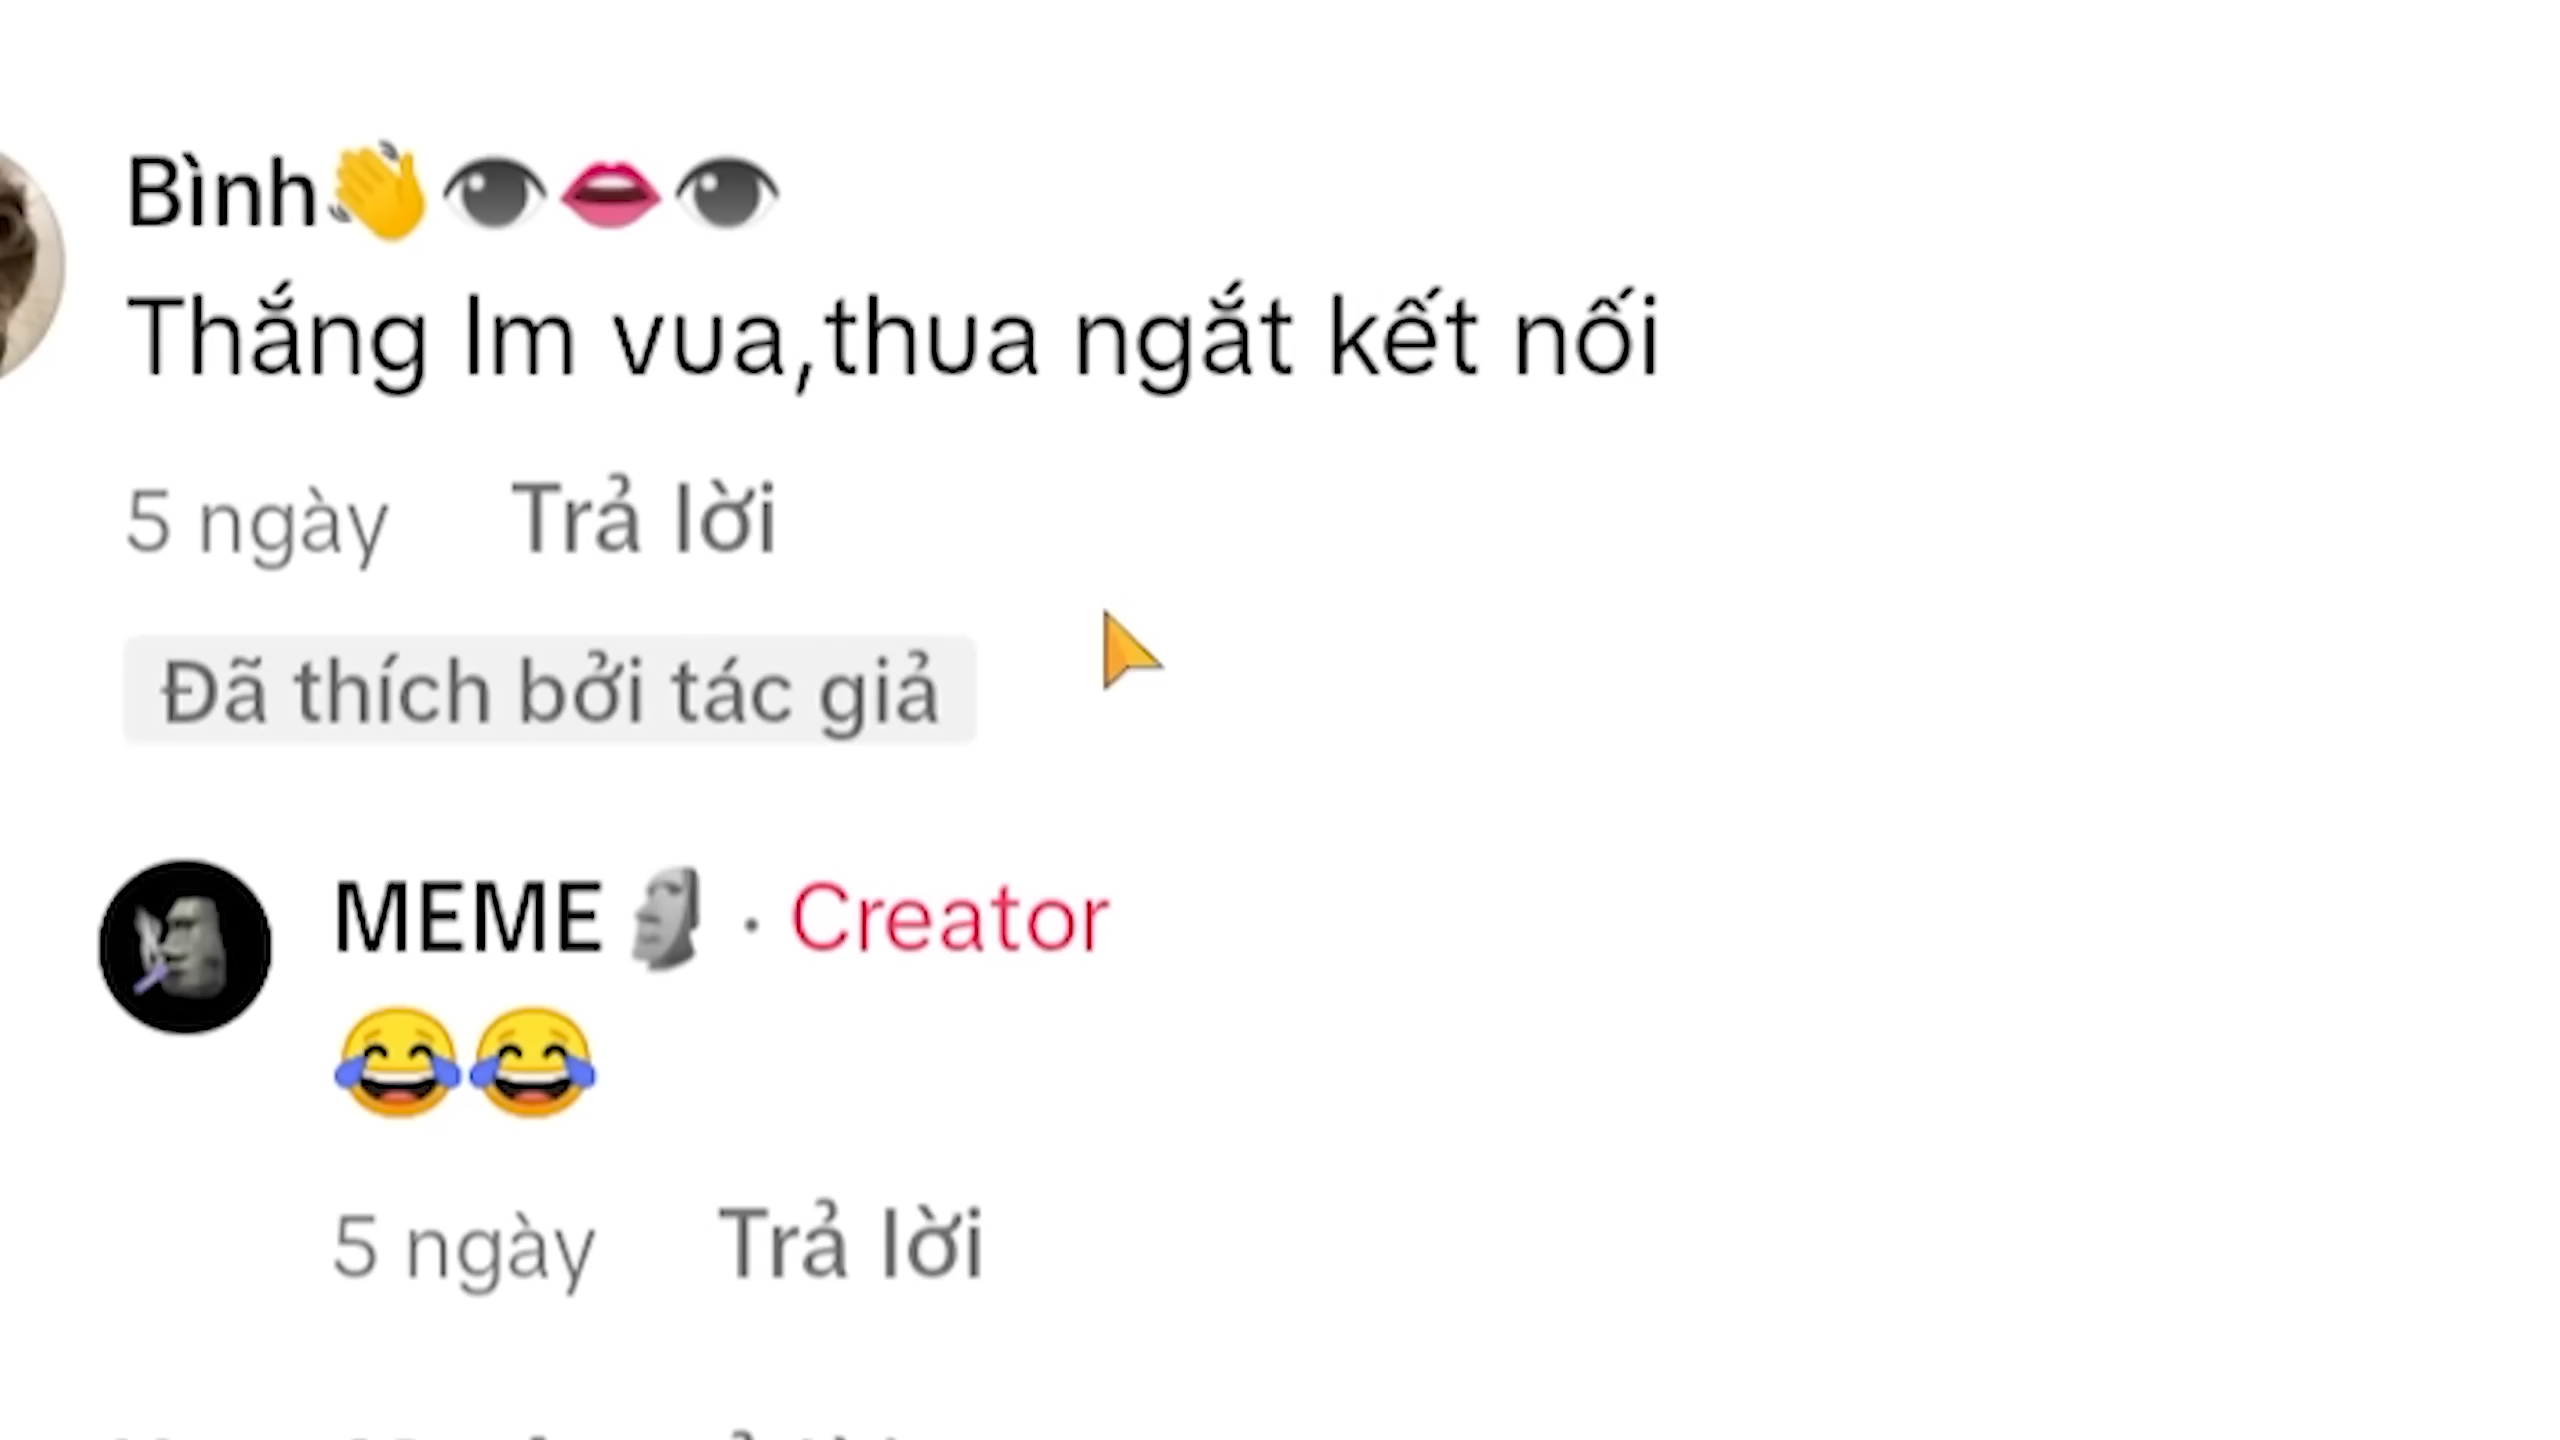 Bình👋👁👄👁
Thắng lm vua,thua ngắt kết nối
5 ngày Trả lời
Đã thích bởi tác giả
MEME🗿 · Creator
😂😂
5 ngày Trả lời